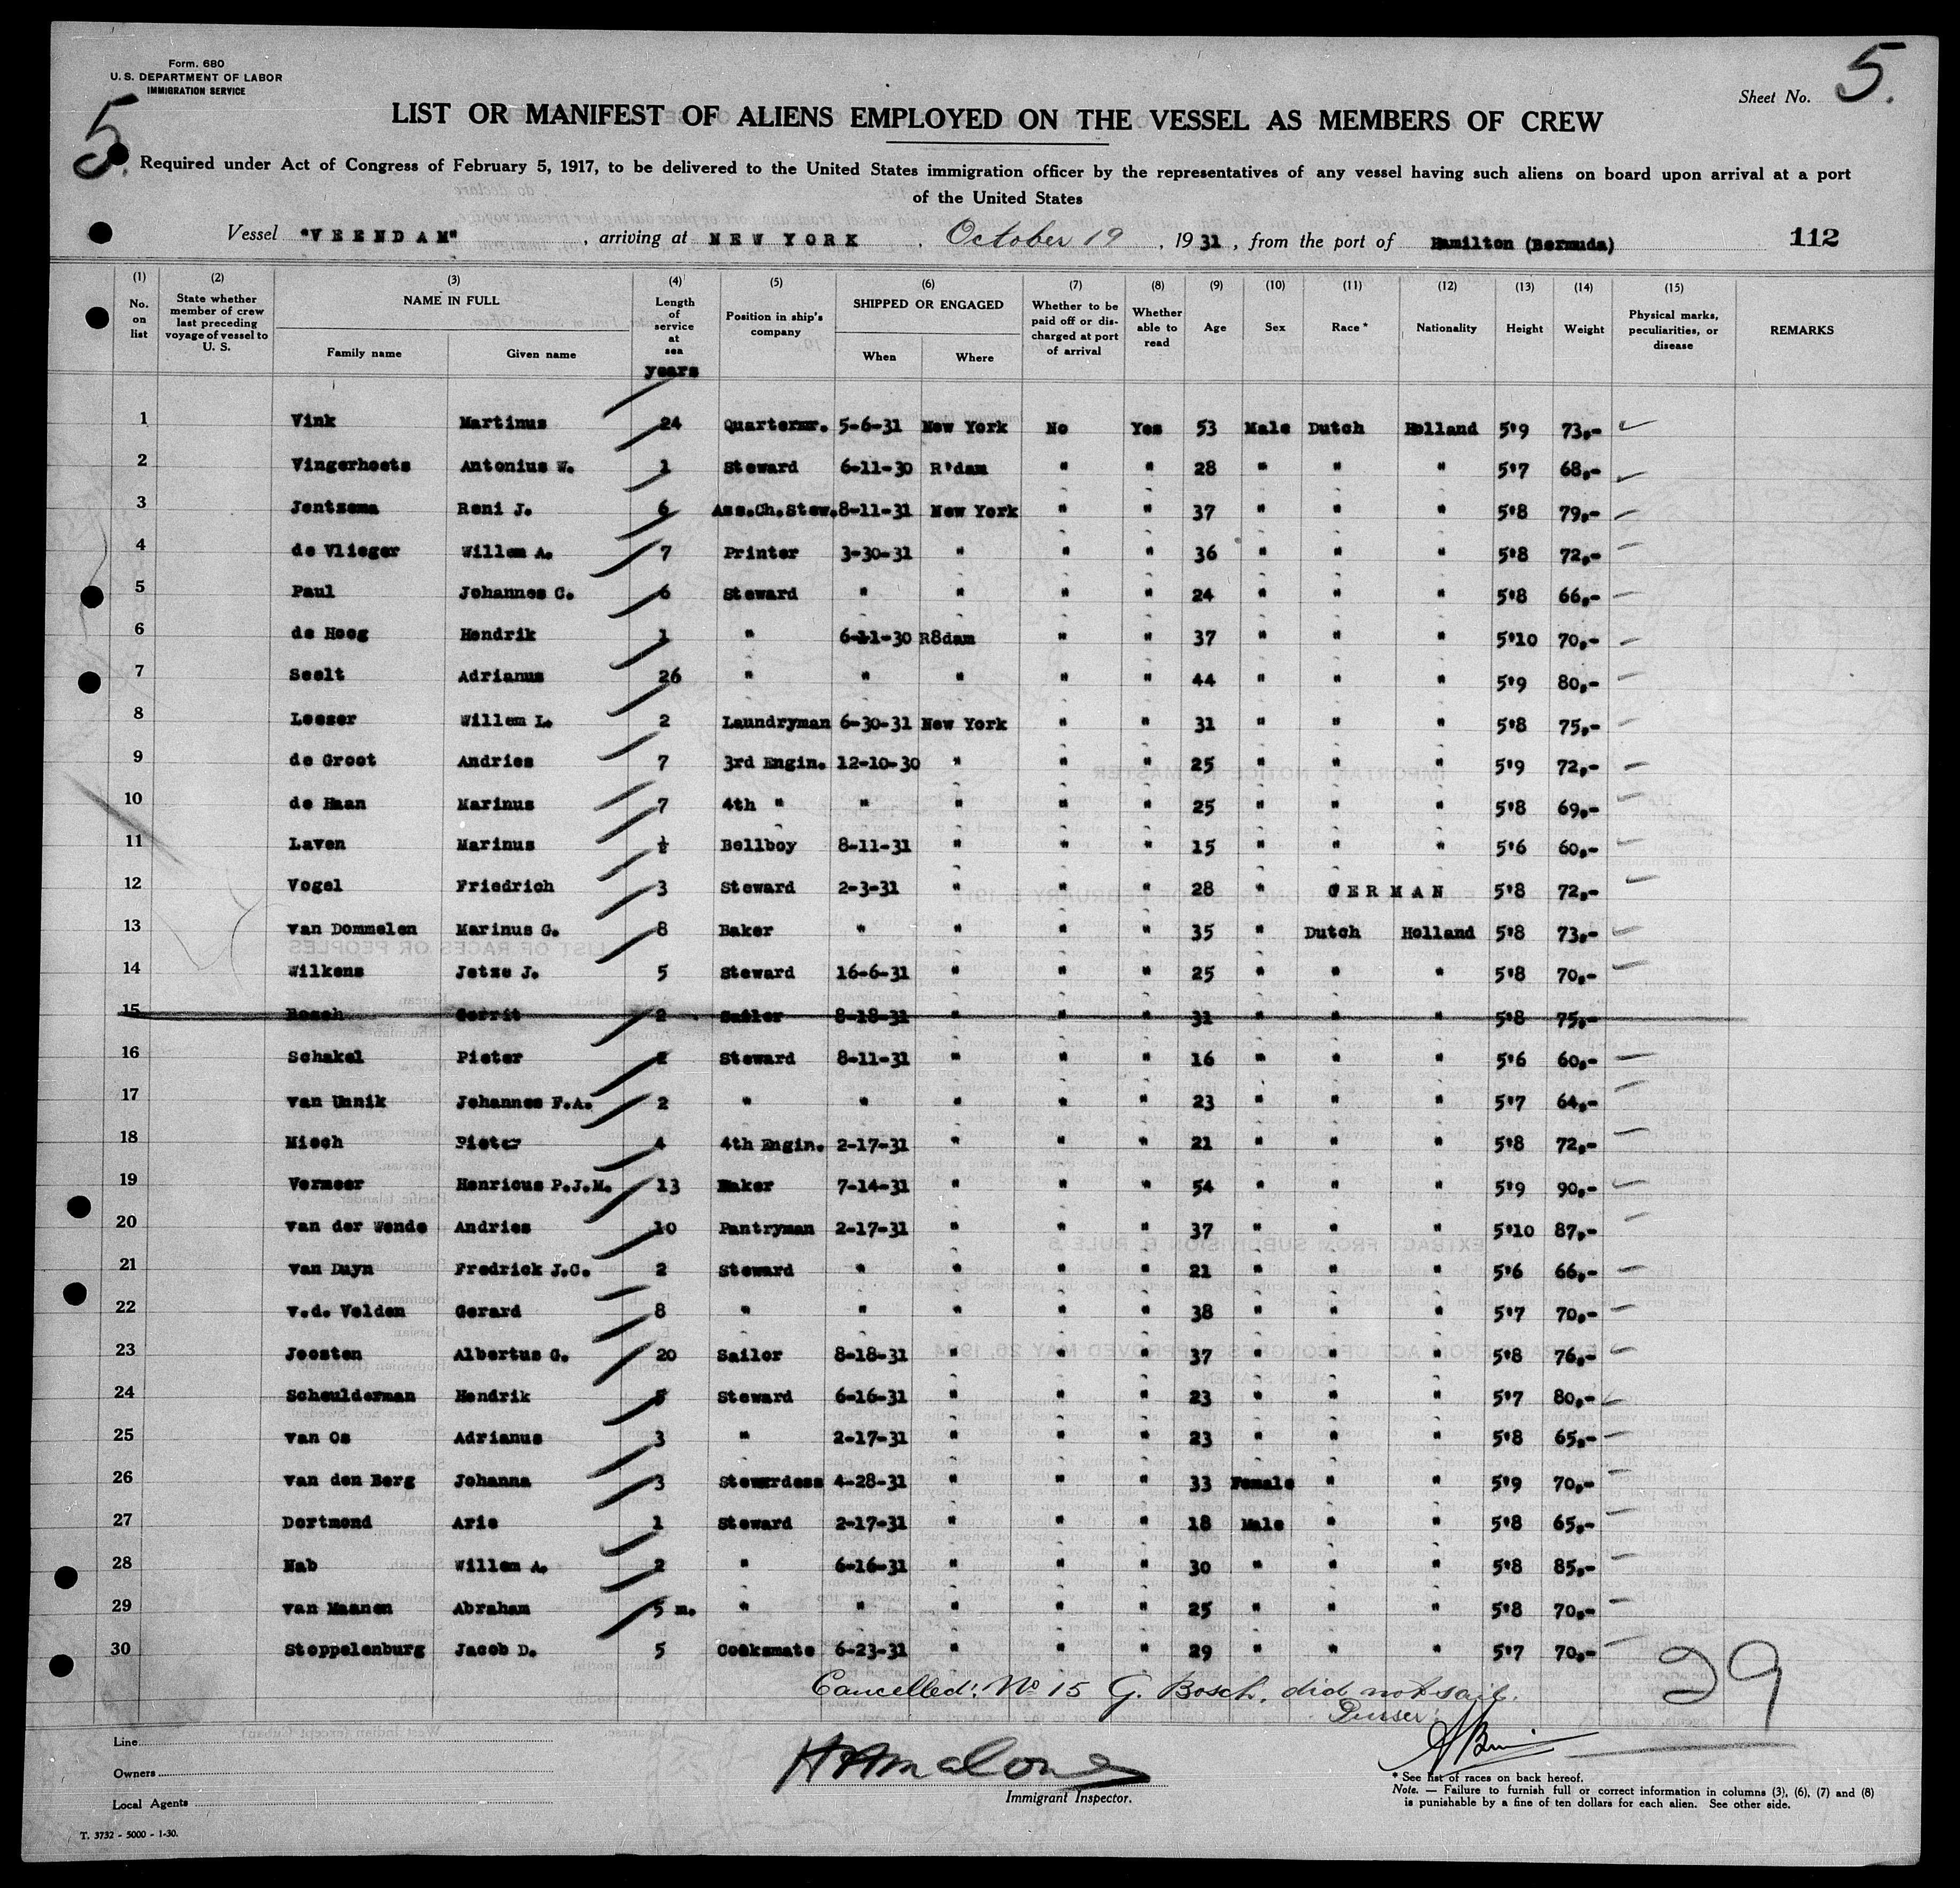 Form. 680
U. S. DEPARTMENT OF LABOR
IMMIGRATION SERVICE
5.
Sheet No. 5.
LIST OR MANIFEST OF ALIENS EMPLOYED ON THE VESSEL AS MEMBERS OF CREW
Required under Act of Congress of February 5, 1917, to be delivered to the United States immigration officer by the representatives of any vessel having such aliens on board upon arrival at a port
of the United States
Vessel "VEENDAM", arriving at NEW YORK, October 19, 1931, from the port of Hamilton (Bermuda) 112
(1) (2) (3) (4) (5) (6) (7) (8) (9) (10) (11) (12) (13) (14) (15)
No. on list State whether member of crew last preceding voyage of vessel to U. S. NAME IN FULL Family name Given name Length of service at sea years Position in ship's company SHIPPED OR ENGAGED When Where Whether to be paid off or discharged at port of arrival Whether able to read Age Sex Race * Nationality Height Weight Physical marks, peculiarities, or disease REMARKS
1 Vink Martinus 24 Quartermr. 5-6-31 New York No Yes 53 Male Dutch Holland 5'9 73,-
2 Vingerhoets Antonius W. 1 Steward 6-11-30 R'dam " " 28 " " " 5'7 68,-
3 Jentzema Reni J. 6 Ass.Ch.Stew. 8-11-31 New York " " 37 " " " 5'8 79,-
4 de Vlieger Willem A. 7 Printer 3-30-31 " " " 36 " " " 5'8 72,-
5 Paul Johannes C. 6 Steward " " " " 24 " " " 5'8 66,-
6 de Hoog Hendrik 1 " 6-11-30 R8dam " " 37 " " " 5'10 70,-
7 Seelt Adrianus 26 " " " " " 44 " " " 5'9 80,-
8 Leeser Willem L. 2 Laundryman 6-30-31 New York " " 31 " " " 5'8 75,-
9 de Groot Andries 7 3rd Engin. 12-10-30 " " " 25 " " " 5'9 72,-
10 de Haan Marinus 7 4th " " " " " 25 " " " 5'8 69,-
11 Laven Marinus ½ Bellboy 8-11-31 " " " 15 " " " 5'6 60,-
12 Vogel Friedrich 3 Steward 2-3-31 " " " 28 " GERMAN 5'8 72,-
13 van Dommelen Marinus G. 8 Baker " " " " 35 " Dutch Holland 5'8 73,-
14 Wilkens Jetze J. 5 Steward 16-6-31 " " " 25 " " " 5'8 70,-
15 Bosch Gerrit 2 Sailor 8-18-31 " " " 31 " " " 5'8 75,-
16 Schakel Pieter Steward 8-11-31 " " " 16 " " " 5'6 60,-
17 van Unnik Johannes F.A. 2 " " " " " 23 " " " 5'7 64,-
18 Misch Pieter 4 4th Engin. 2-17-31 " " " 21 " " " 5'8 72,-
19 Vermeer Henricus P.J.M. 13 Baker 7-14-31 " " " 54 " " " 5'9 90,-
20 van der Wende Andries 10 Pantryman 2-17-31 " " " 37 " " " 5'10 87,-
21 van Duyn Fredrick J.C. 2 Steward " " " " 21 " " " 5'6 66,-
22 v.d. Velden Gerard 8 " " " " " 38 " " " 5'7 70,-
23 Joosten Albertus G. 20 Sailor 8-18-31 " " " 37 " " " 5'8 76,-
24 Scheulderman Hendrik 5 Steward 6-16-31 " " " 23 " " " 5'7 80,-
25 van Os Adrianus 3 " 2-17-31 " " " 23 " " " 5'8 65,-
26 van den Berg Johanna 3 Stewardess 4-28-31 " " " 33 Female " " 5'9 70,-
27 Dortmond Arie 1 Steward 2-17-31 " " " 18 Male " " 5'8 65,-
28 Nab Willem A. 2 " 6-16-31 " " " 30 " " " 5'8 85,-
29 van Maanen Abraham 5 m. " " " " " 25 " " " 5'8 70,-
30 Stoppelenburg Jacob D. 5 Cooksmate 6-23-31 " " " 29 " " " 5'7 70,-
Cancelled: No 15 G. Bosch, did not sail.
Purser:
29
Line
Owners
Local Agents
H A Malone
Immigrant Inspector.
* See list of races on back hereof.
Note. — Failure to furnish full or correct information in columns (3), (6), (7) and (8)
is punishable by a fine of ten dollars for each alien. See other side.
T. 3732 - 5000 - 1-30.